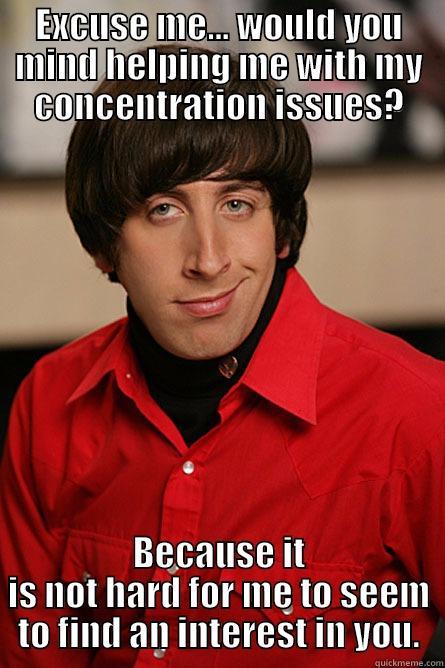 Excuse me... would you
mind helping me with my
concentration issues?
Because it
is not hard for me to seem
to find an interest in you.
quickmeme.com